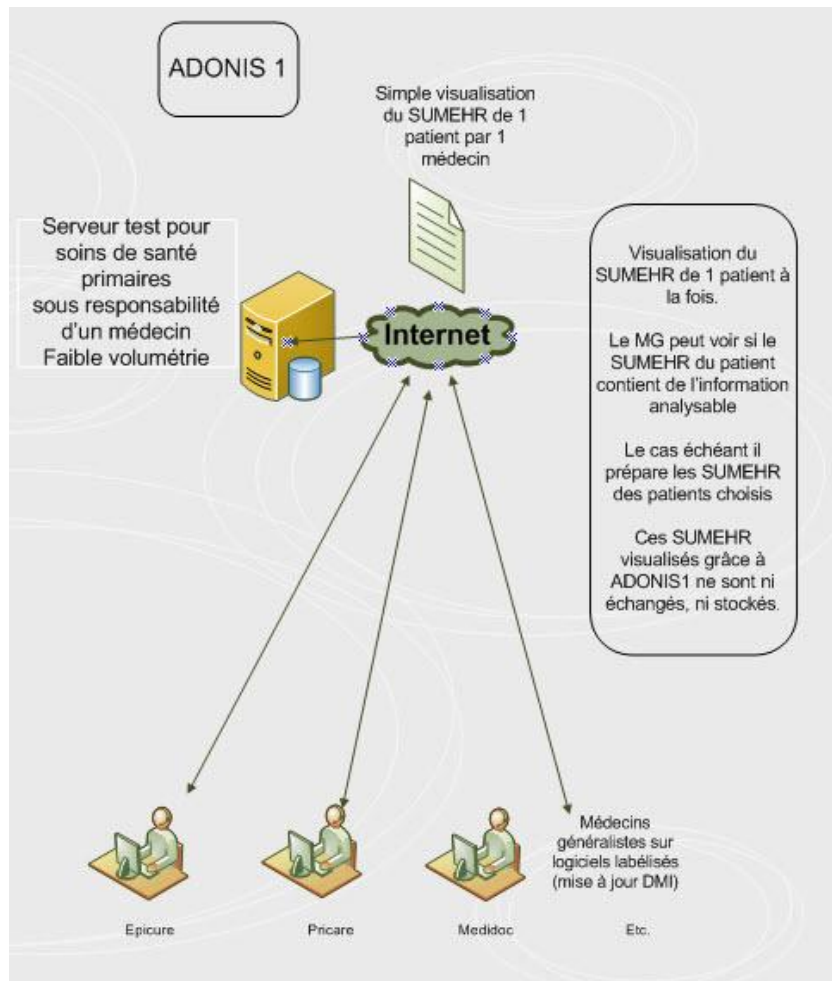 ADONIS 1
Simple visualisation
du SUMEHR de 1
patient par 1
médecin
Serveur test pour
soins de santé
primaires
sous responsabilité
d'un médecin
Faible volumétrie
Internet
Visualisation du
SUMEHR de 1 patient à
la fois.
Le MG peut voir si le
SUMEHR du patient
contient de l'information
analysable
Le cas échéant il
prépare les SUMEHR
des patients choisis
Ces SUMEHR
visualisés grâce à
ADONIS1 ne sont ni
échangés, ni stockés.
Médecins
généralistes sur
logiciels labélisés
(mise à jour DMI)
Epicure
Pricare
Medidoc
Etc.